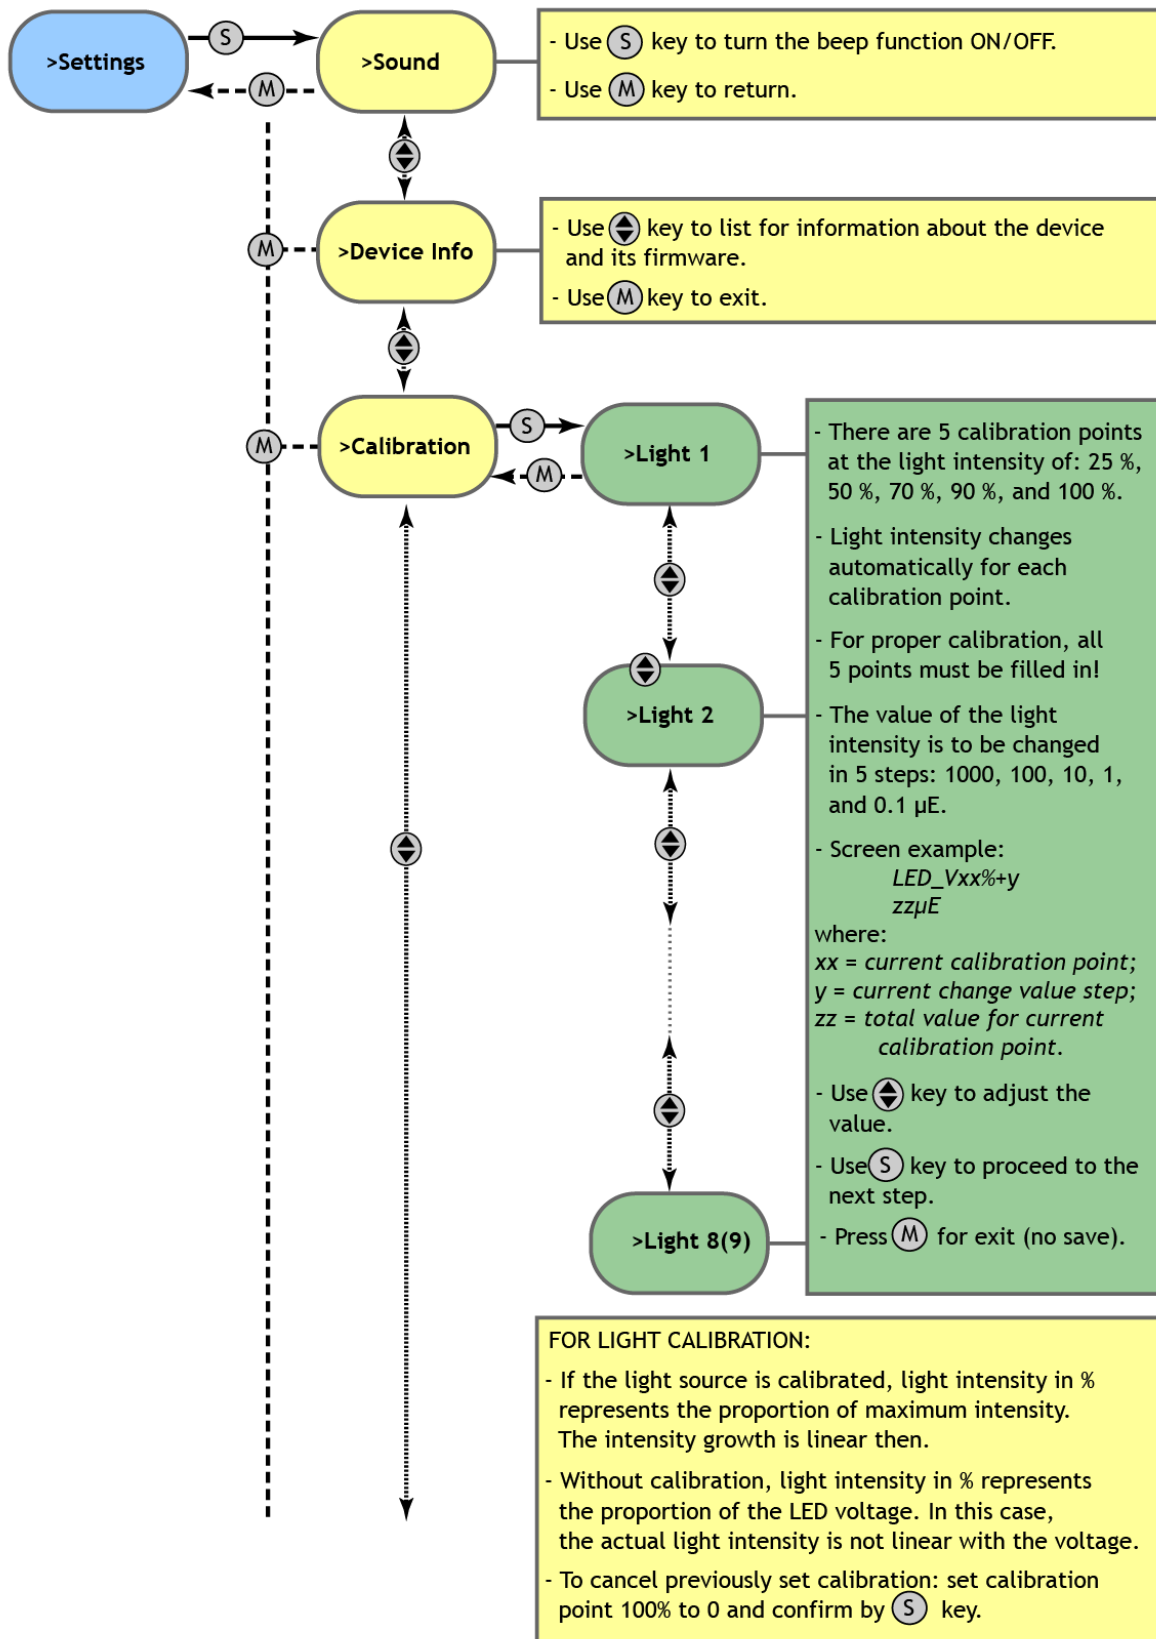 >Settings
S
M
>Sound
- Use S key to turn the beep function ON/OFF.
- Use M key to return.
M
>Device Info
- Use key to list for information about the device
and its firmware.
- Use M key to exit.
M
>Calibration
S
M
>Light 1
>Light 2
>Light 8(9)
- There are 5 calibration points
at the light intensity of: 25 %,
50 %, 70 %, 90 %, and 100 %.
- Light intensity changes
automatically for each
calibration point.
- For proper calibration, all
5 points must be filled in!
- The value of the light
intensity is to be changed
in 5 steps: 1000, 100, 10, 1,
and 0.1 µE.
- Screen example:
LED_Vxx%+y
zzµE
where:
xx = current calibration point;
y = current change value step;
zz = total value for current
calibration point.
- Use key to adjust the
value.
- Use S key to proceed to the
next step.
- Press M for exit (no save).
FOR LIGHT CALIBRATION:
- If the light source is calibrated, light intensity in %
represents the proportion of maximum intensity.
The intensity growth is linear then.
- Without calibration, light intensity in % represents
the proportion of the LED voltage. In this case,
the actual light intensity is not linear with the voltage.
- To cancel previously set calibration: set calibration
point 100% to 0 and confirm by S key.